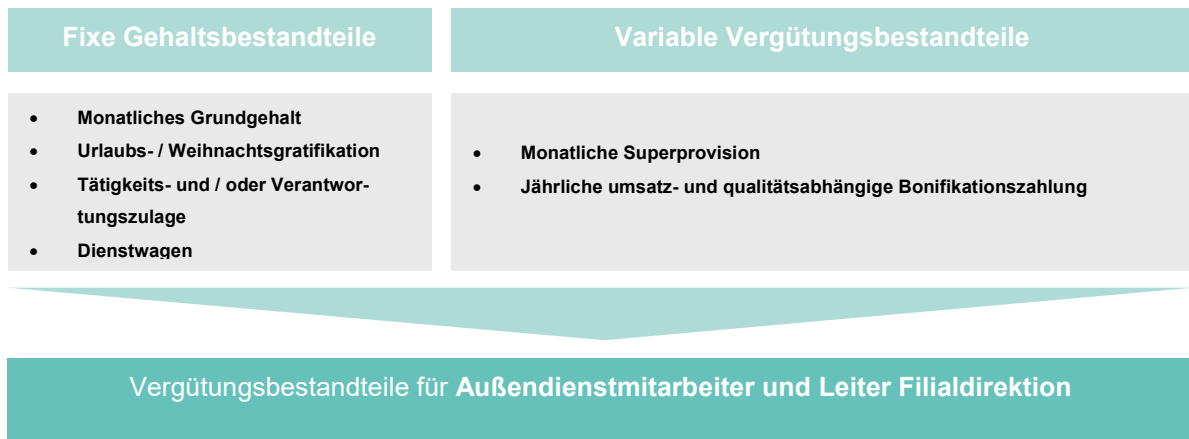 Fixe Gehaltsbestandteile
Variable Vergütungsbestandteile
• Monatliches Grundgehalt
• Urlaubs- / Weihnachtsgratifikation
• Tätigkeits- und / oder Verantwor-
tungszulage
• Dienstwagen
• Monatliche Superprovision
• Jährliche umsatz- und qualitätsabhängige Bonifikationszahlung
Vergütungsbestandteile für Außendienstmitarbeiter und Leiter Filialdirektion